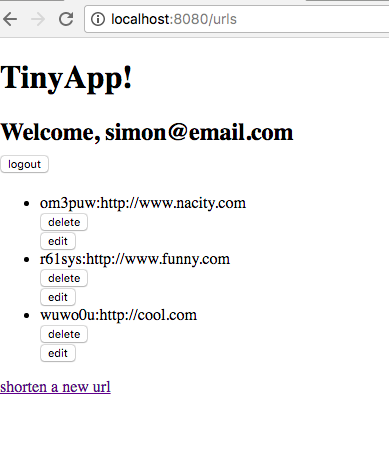 localhost:8080/urls
TinyApp!
Welcome, simon@email.com
logout
om3puw:http://www.nacity.com
delete
edit
r61sys:http://www.funny.com
delete
edit
wuwo0u:http://cool.com
delete
edit
shorten a new url